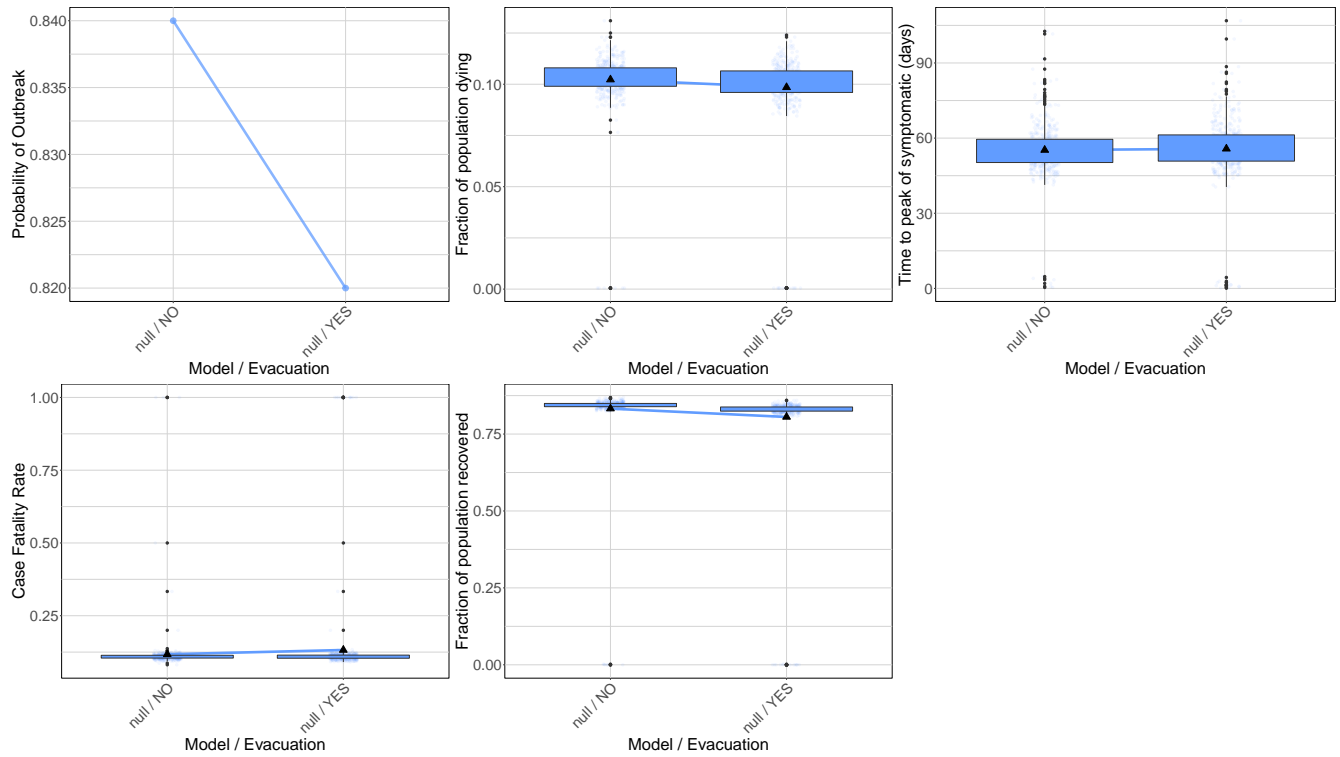 Probability of Outbreak
0.840
0.835
0.830
0.825
0.820
null / NO
null / YES
Model / Evacuation
Fraction of population dying
0.10
0.05
0.00
null / NO
null / YES
Model / Evacuation
Time to peak of symptomatic (days)
90
60
30
0
null / NO
null / YES
Model / Evacuation
Case Fatality Rate
1.00
0.75
0.50
0.25
null / NO
null / YES
Model / Evacuation
Fraction of population recovered
0.75
0.50
0.25
0.00
null / NO
null / YES
Model / Evacuation